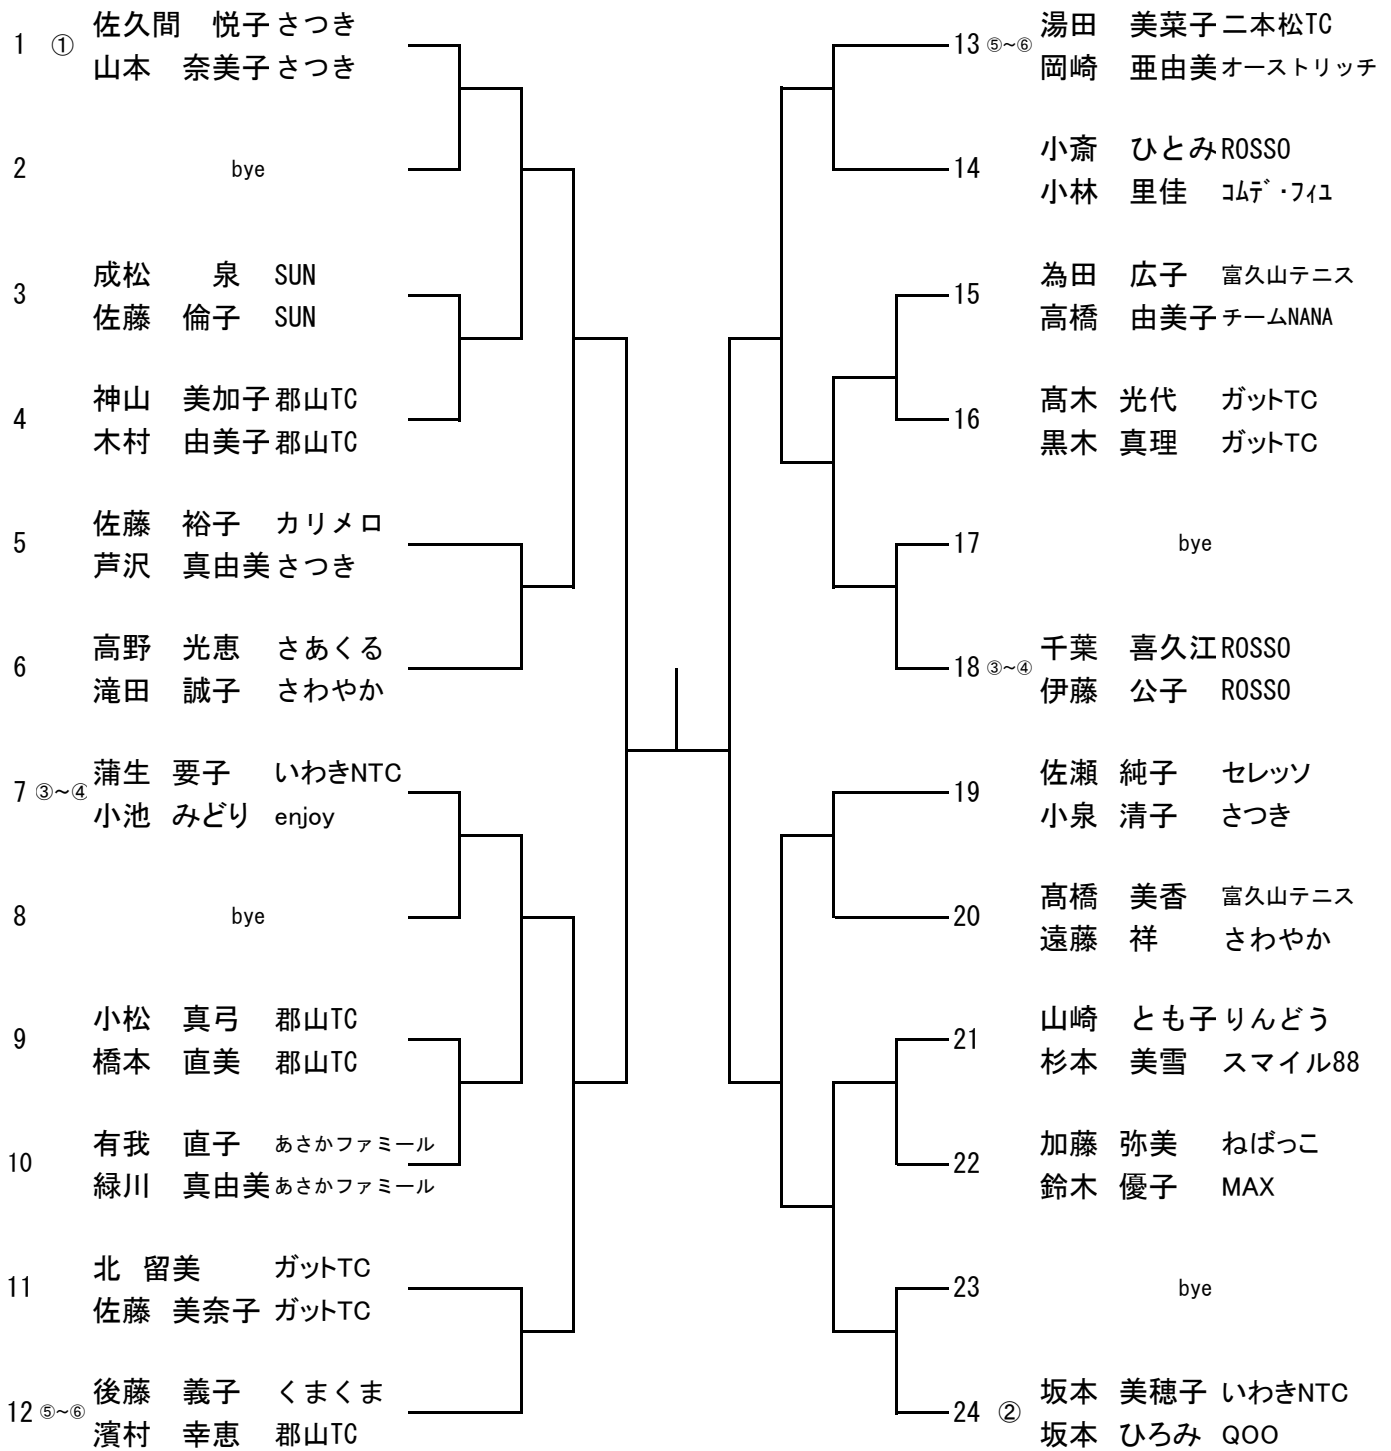 1 ① 佐久間 悦子 さつき
山本 奈美子 さつき
2 bye
3 成松 泉 SUN
佐藤 倫子 SUN
4 神山 美加子 郡山TC
木村 由美子 郡山TC
5 佐藤 裕子 カリメロ
芦沢 真由美 さつき
6 高野 光恵 さあくる
滝田 誠子 さわやか
7 ③~④ 蒲生 要子 いわきNTC
小池 みどり enjoy
8 bye
9 小松 真弓 郡山TC
橋本 直美 郡山TC
10 有我 直子 あさかファミール
緑川 真由美 あさかファミール
11 北 留美 ガットTC
佐藤 美奈子 ガットTC
12 ⑤~⑥ 後藤 義子 くまくま
濱村 幸恵 郡山TC
13 ⑤~⑥ 湯田 美菜子 二本松TC
岡崎 亜由美 オーストリッチ
14 小斎 ひとみ ROSSO
小林 里佳 ｺﾑﾃﾞ･ﾌｨﾕ
15 為田 広子 富久山テニス
高橋 由美子 チームNANA
16 髙木 光代 ガットTC
黒木 真理 ガットTC
17 bye
18 ③~④ 千葉 喜久江 ROSSO
伊藤 公子 ROSSO
19 佐瀬 純子 セレッソ
小泉 清子 さつき
20 髙橋 美香 富久山テニス
遠藤 祥 さわやか
21 山崎 とも子 りんどう
杉本 美雪 スマイル88
22 加藤 弥美 ねばっこ
鈴木 優子 MAX
23 bye
24 ② 坂本 美穂子 いわきNTC
坂本 ひろみ QOO